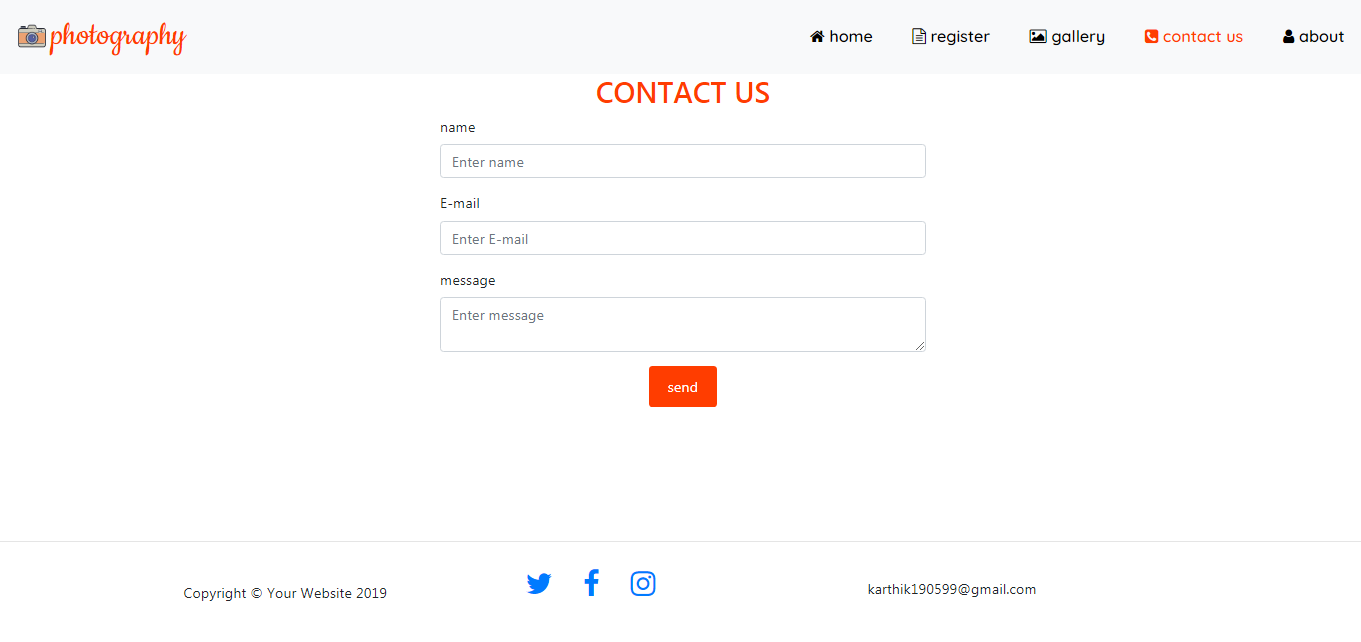 photography
home register gallery contact us about
CONTACT US
name
Enter name
E-mail
Enter E-mail
message
Enter message
send
Copyright © Your Website 2019
karthik190599@gmail.com